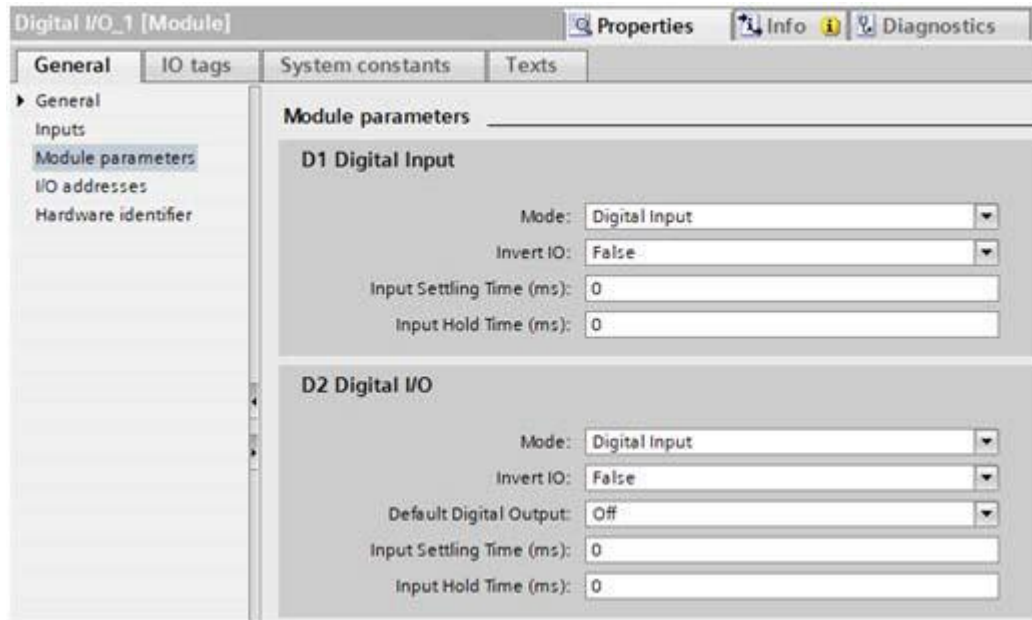 Digital I/O_1 [Module]
Properties
Info
Diagnostics
General
IO tags
System constants
Texts
General
Inputs
Module parameters
I/O addresses
Hardware identifier
Module parameters
D1 Digital Input
Mode: Digital Input
Invert IO: False
Input Settling Time (ms): 0
Input Hold Time (ms): 0
D2 Digital I/O
Mode: Digital Input
Invert IO: False
Default Digital Output: Off
Input Settling Time (ms): 0
Input Hold Time (ms): 0